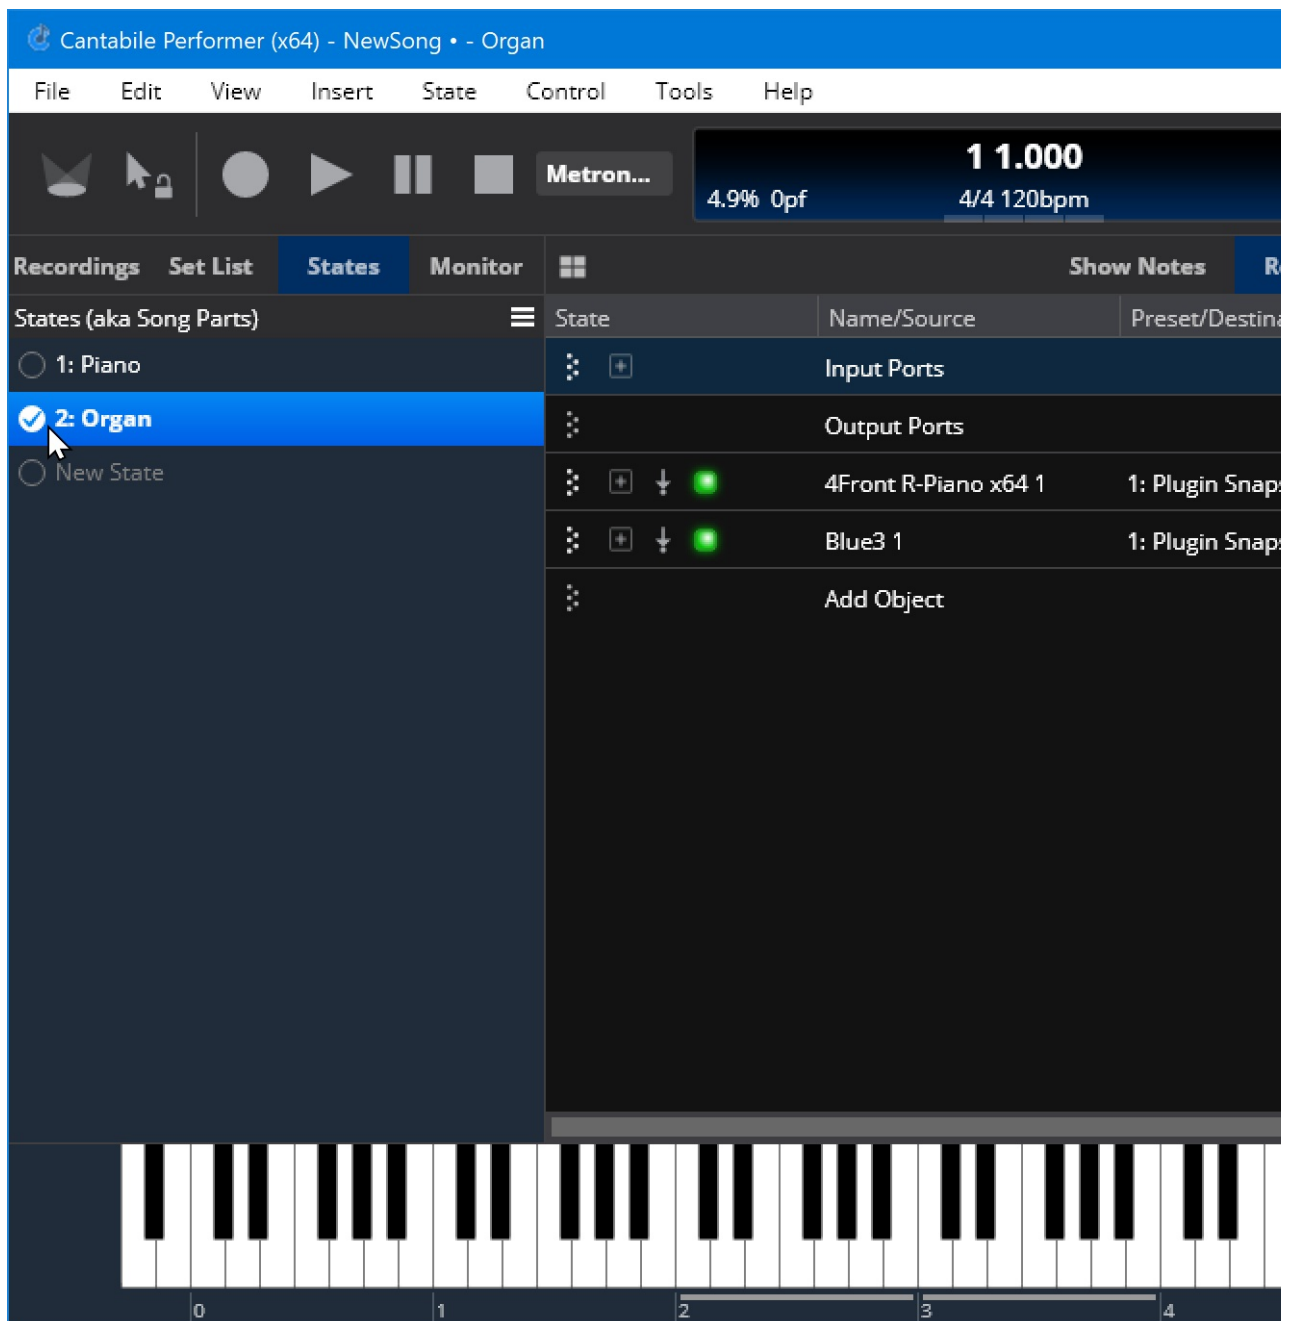 Cantabile Performer (x64) - NewSong • - Organ
File Edit View Insert State Control Tools Help
Metron...
1 1.000
4.9% 0pf 4/4 120bpm
Recordings Set List States Monitor Show Notes
States (aka Song Parts) State Name/Source Preset/Destina
1: Piano Input Ports
2: Organ Output Ports
New State 4Front R-Piano x64 1 1: Plugin Snap
Blue3 1 1: Plugin Snap
Add Object
0 1 2 3 4